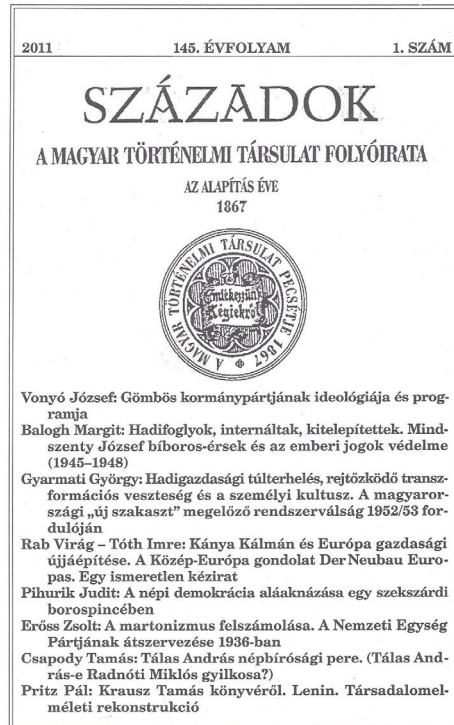 2011 145. ÉVFOLYAM 1. SZÁM
SZÁZADOK
A MAGYAR TÖRTÉNELMI TÁRSULAT FOLYÓIRATA
AZ ALAPÍTÁS ÉVE
1867
A MAGYAR TÖRTÉNELMI TÁRSULAT PECSÉTJE 1867
Emlékezzünk
Régiekről
Vonyó József: Gömbös kormánypártjának ideológiája és prog-
ramja
Balogh Margit: Hadifoglyok, internáltak, kitelepítettek. Mind-
szenty József bíboros-érsek és az emberi jogok védelme
(1945–1948)
Gyarmati György: Hadigazdasági túlterhelés, rejtőzködő transz-
formációs veszteség és a személyi kultusz. A magyaror-
szági „új szakaszt” megelőző rendszerválság 1952/53 for-
dulóján
Rab Virág – Tóth Imre: Kánya Kálmán és Európa gazdasági
újjáépítése. A Közép-Európa gondolat Der Neubau Euro-
pas. Egy ismeretlen kézirat
Pihurik Judit: A népi demokrácia aláaknázása egy szekszárdi
borospincében
Erőss Zsolt: A martonizmus felszámolása. A Nemzeti Egység
Pártjának átszervezése 1936-ban
Csapody Tamás: Tálas András népbírósági pere. (Tálas And-
rás-e Radnóti Miklós gyilkosa?)
Pritz Pál: Krausz Tamás könyvéről. Lenin. Társadalomel-
méleti rekonstrukció